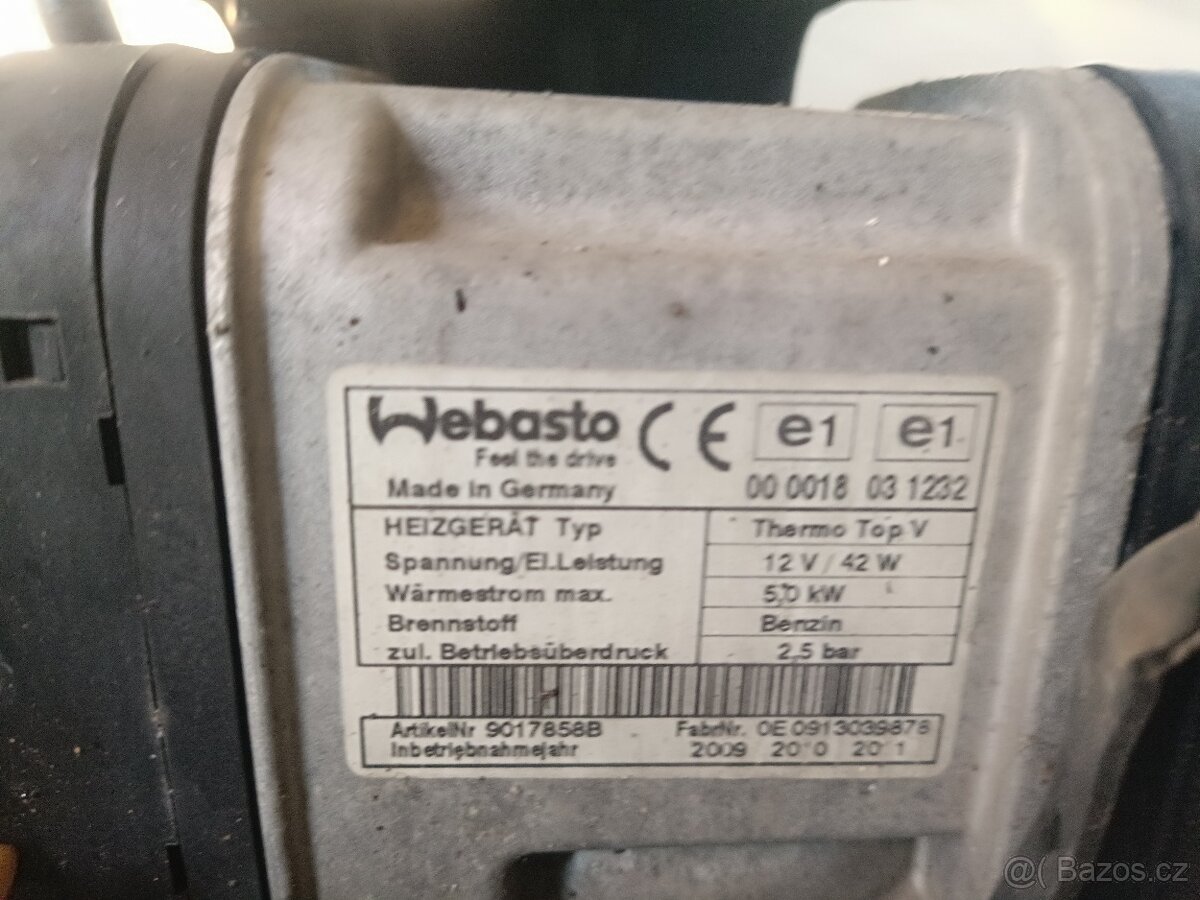 Webasto CE e1 e1
Feel the drive
Made in Germany 00 0018 03 1232
HEIZGERÄT Typ Thermo Top V
Spannung/El.Leistung 12 V / 42 W
Wärmestrom max. 5,0 kW
Brennstoff Benzin
zul. Betriebsüberdruck 2,5 bar
ArtikelNr 9017858B FabrNr. 0E 0913039878
Inbetriebnahmejahr 2009 2010 2011
@( Bazos.cz